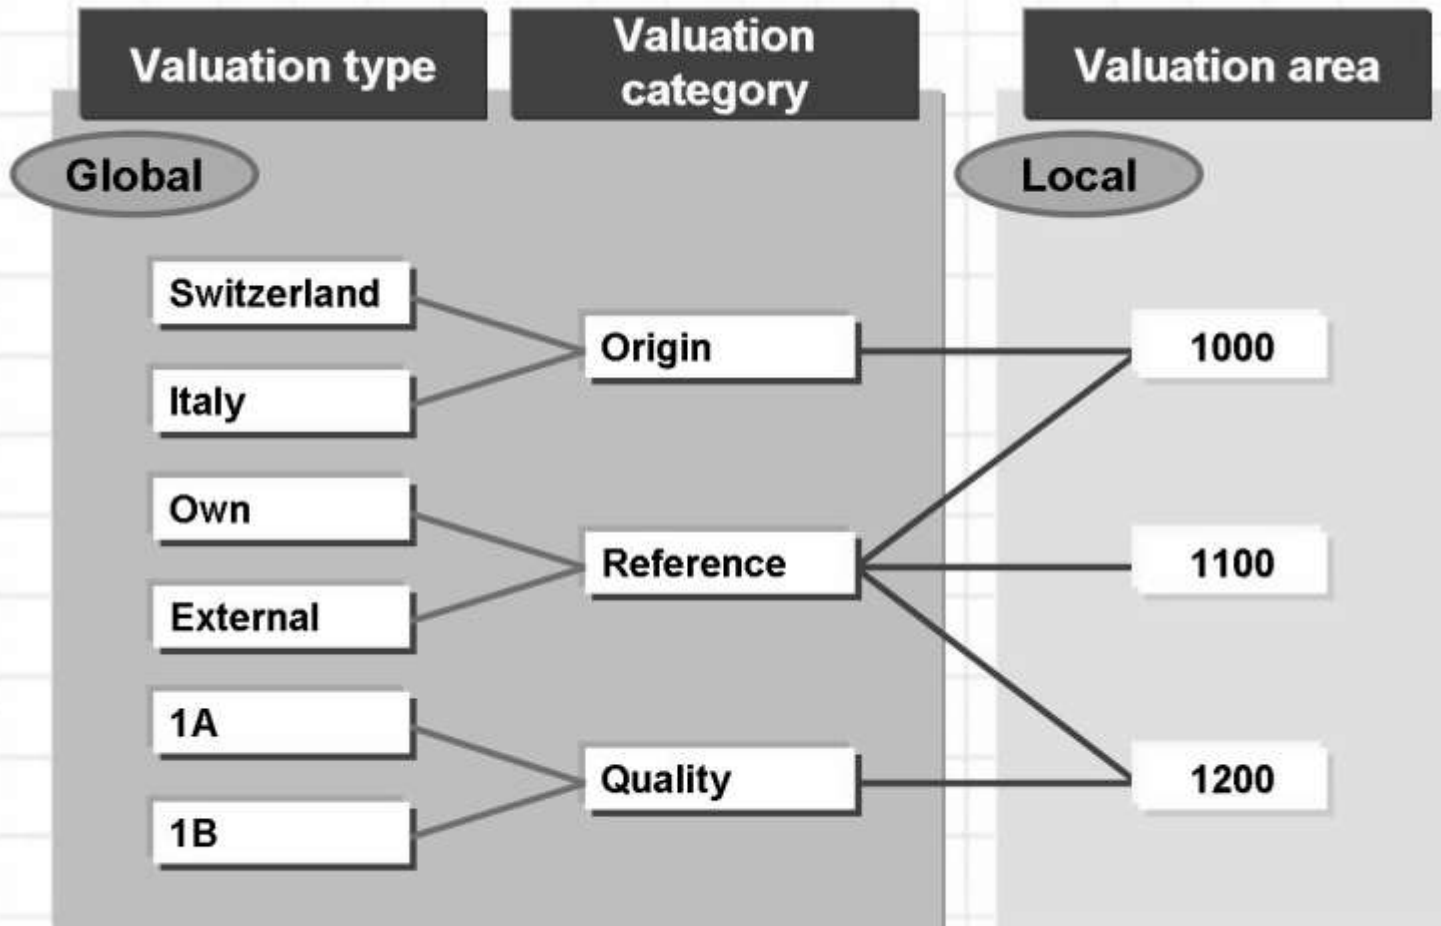 Valuation type
Valuation
category
Valuation area
Global
Local
Switzerland
Italy
Own
External
1A
1B
Origin
Reference
Quality
1000
1100
1200